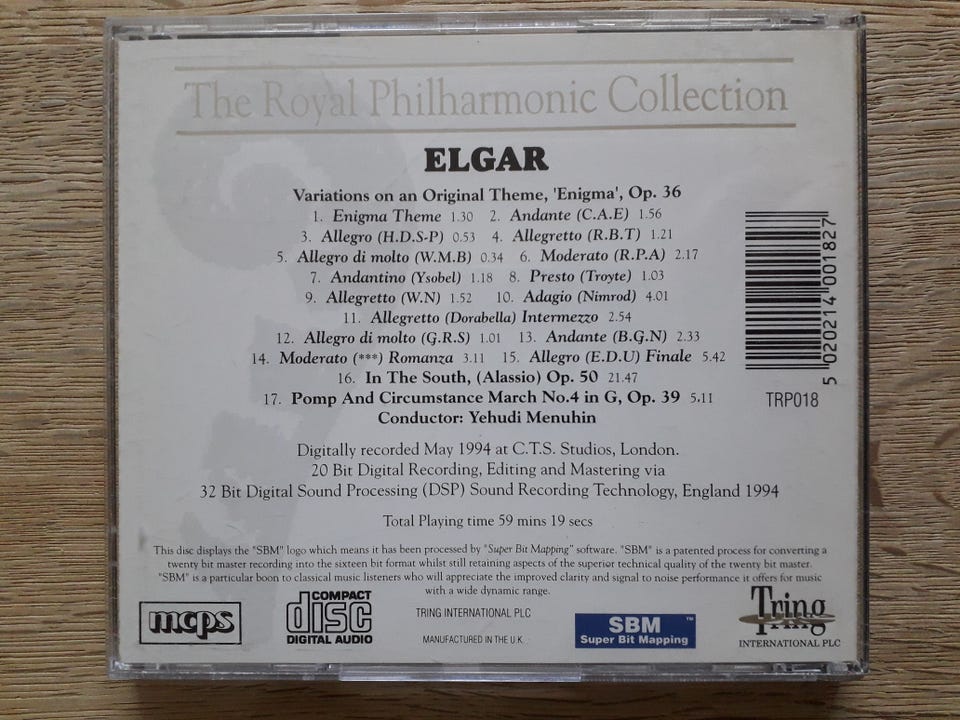 The Royal Philharmonic Collection
ELGAR
Variations on an Original Theme, 'Enigma', Op. 36
1. Enigma Theme 1.30 2. Andante (C.A.E) 1.56
3. Allegro (H.D.S-P) 0.53 4. Allegretto (R.B.T) 1.21
5. Allegro di molto (W.M.B) 0.34 6. Moderato (R.P.A) 2.17
7. Andantino (Ysobel) 1.18 8. Presto (Troyte) 1.03
9. Allegretto (W.N) 1.52 10. Adagio (Nimrod) 4.01
11. Allegretto (Dorabella) Intermezzo 2.54
12. Allegro di molto (G.R.S) 1.01 13. Andante (B.G.N) 2.33
14. Moderato (***) Romanza 3.11 15. Allegro (E.D.U) Finale 5.42
16. In The South, (Alassio) Op. 50 21.47
17. Pomp And Circumstance March No.4 in G, Op. 39 5.11
Conductor: Yehudi Menuhin
5 020214 001827
TRP018
Digitally recorded May 1994 at C.T.S. Studios, London.
20 Bit Digital Recording, Editing and Mastering via
32 Bit Digital Sound Processing (DSP) Sound Recording Technology, England 1994
Total Playing time 59 mins 19 secs
This disc displays the "SBM" logo which means it has been processed by "Super Bit Mapping" software. "SBM" is a patented process for converting a
twenty bit master recording into the sixteen bit format whilst still retaining aspects of the superior technical quality of the twenty bit master.
"SBM" is a particular boon to classical music listeners who will appreciate the improved clarity and signal to noise performance it offers for music
with a wide dynamic range.
mcps
COMPACT
disc
DIGITAL AUDIO
TRING INTERNATIONAL PLC
MANUFACTURED IN THE U.K.
SBM™
Super Bit Mapping
Tring
Tring
INTERNATIONAL PLC